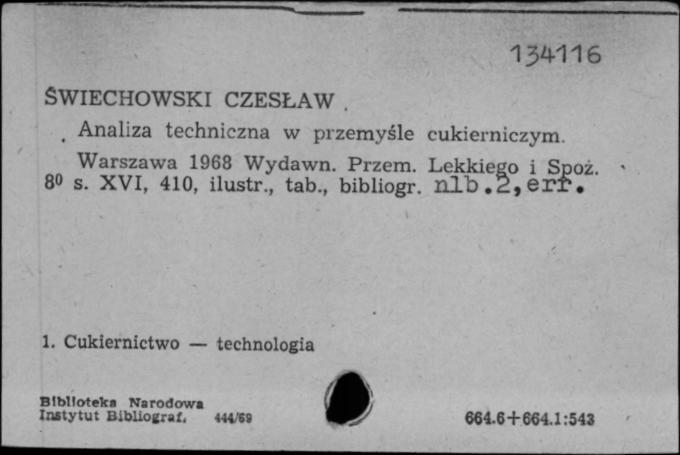 134116
ŚWIECHOWSKI CZESŁAW
Analiza techniczna w przemyśle cukierniczym.
Warszawa 1968 Wydawn. Przem. Lekkiego i Spoż.
8⁰ s. XVI, 410, ilustr., tab., bibliogr. nlb.2,err.
1. Cukiernictwo — technologia
Biblioteka Narodowa
Instytut Bibliograf. 444/69
664.6+664.1:543